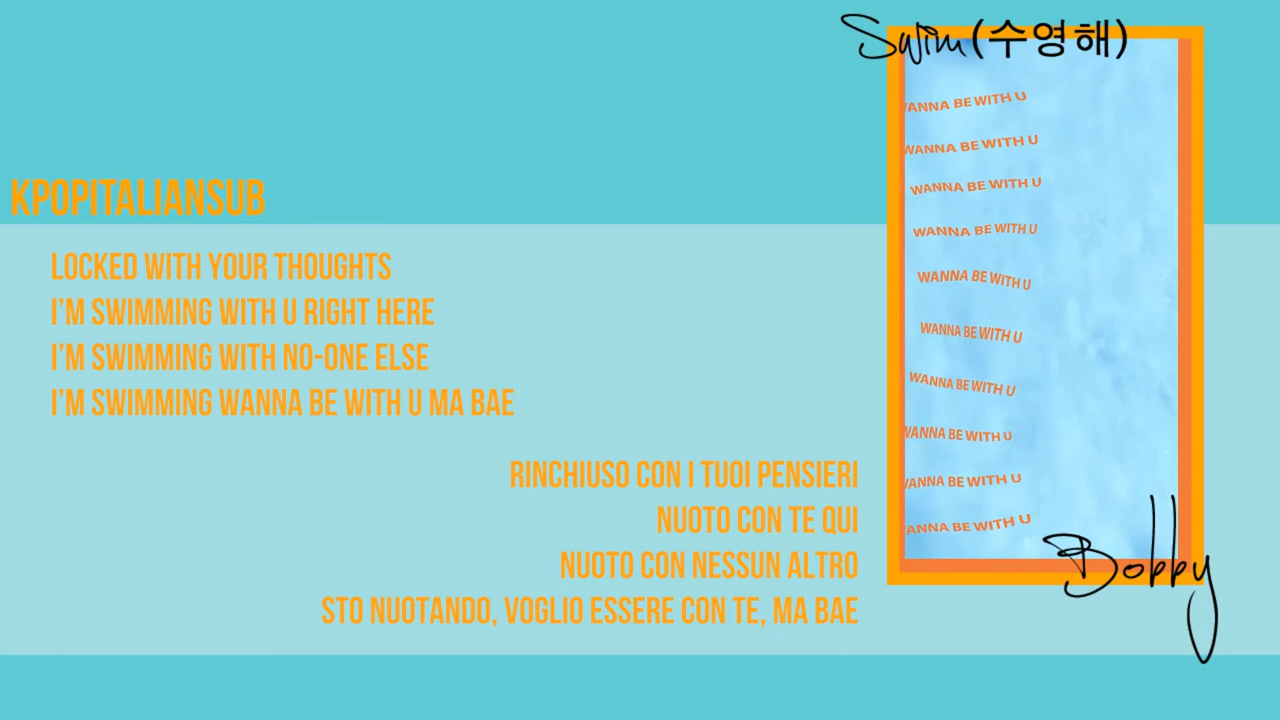 Swim(수영해)
KPOPITALIANSUB
LOCKED WITH YOUR THOUGHTS
I'M SWIMMING WITH U RIGHT HERE
I'M SWIMMING WITH NO-ONE ELSE
I'M SWIMMING WANNA BE WITH U MA BAE
RINCHIUSO CON I TUOI PENSIERI
NUOTO CON TE QUI
NUOTO CON NESSUN ALTRO
STO NUOTANDO, VOGLIO ESSERE CON TE, MA BAE
WANNA BE WITH U
WANNA BE WITH U
WANNA BE WITH U
WANNA BE WITH U
WANNA BE WITH U
WANNA BE WITH U
WANNA BE WITH U
WANNA BE WITH U
WANNA BE WITH U
ANNA BE WITH U
Bobby